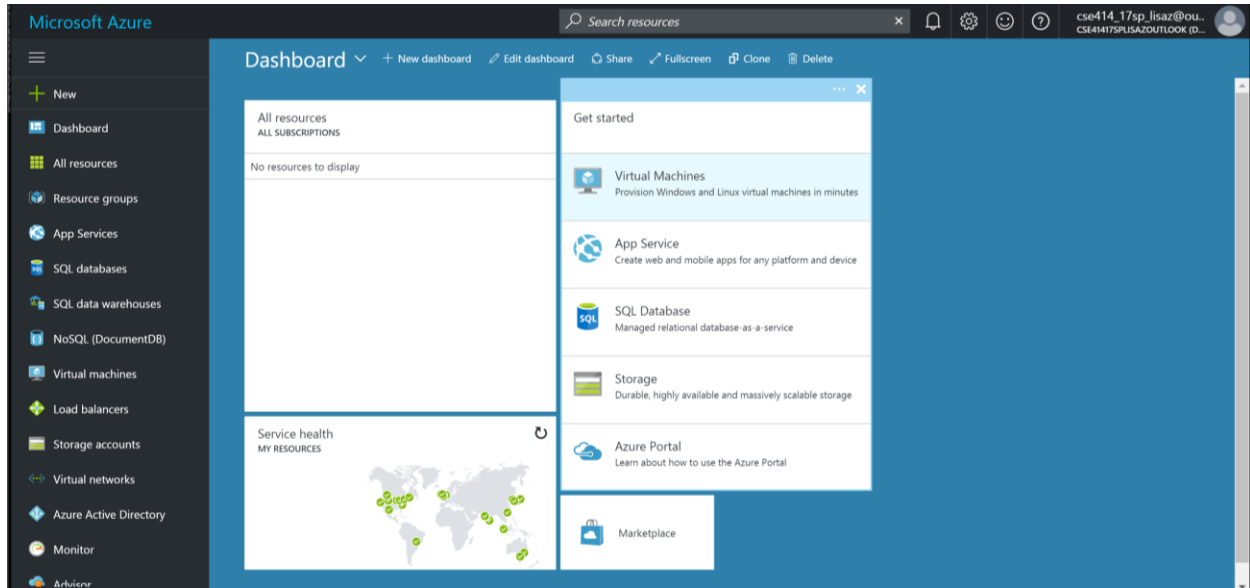 Microsoft Azure
Search resources
cse414_17sp_lisaz@ou..
CSE41417SPLISAZOUTLOOK (D...
Dashboard
+ New dashboard
Edit dashboard
Share
Fullscreen
Clone
Delete
New
Dashboard
All resources
Resource groups
App Services
SQL databases
SQL data warehouses
NoSQL (DocumentDB)
Virtual machines
Load balancers
Storage accounts
Virtual networks
Azure Active Directory
Monitor
Advisor
All resources
ALL SUBSCRIPTIONS
No resources to display
Service health
MY RESOURCES
Get started
Virtual Machines
Provision Windows and Linux virtual machines in minutes
App Service
Create web and mobile apps for any platform and device
SQL
SQL Database
Managed relational database-as-a-service
Storage
Durable, highly available and massively scalable storage
Azure Portal
Learn about how to use the Azure Portal
Marketplace